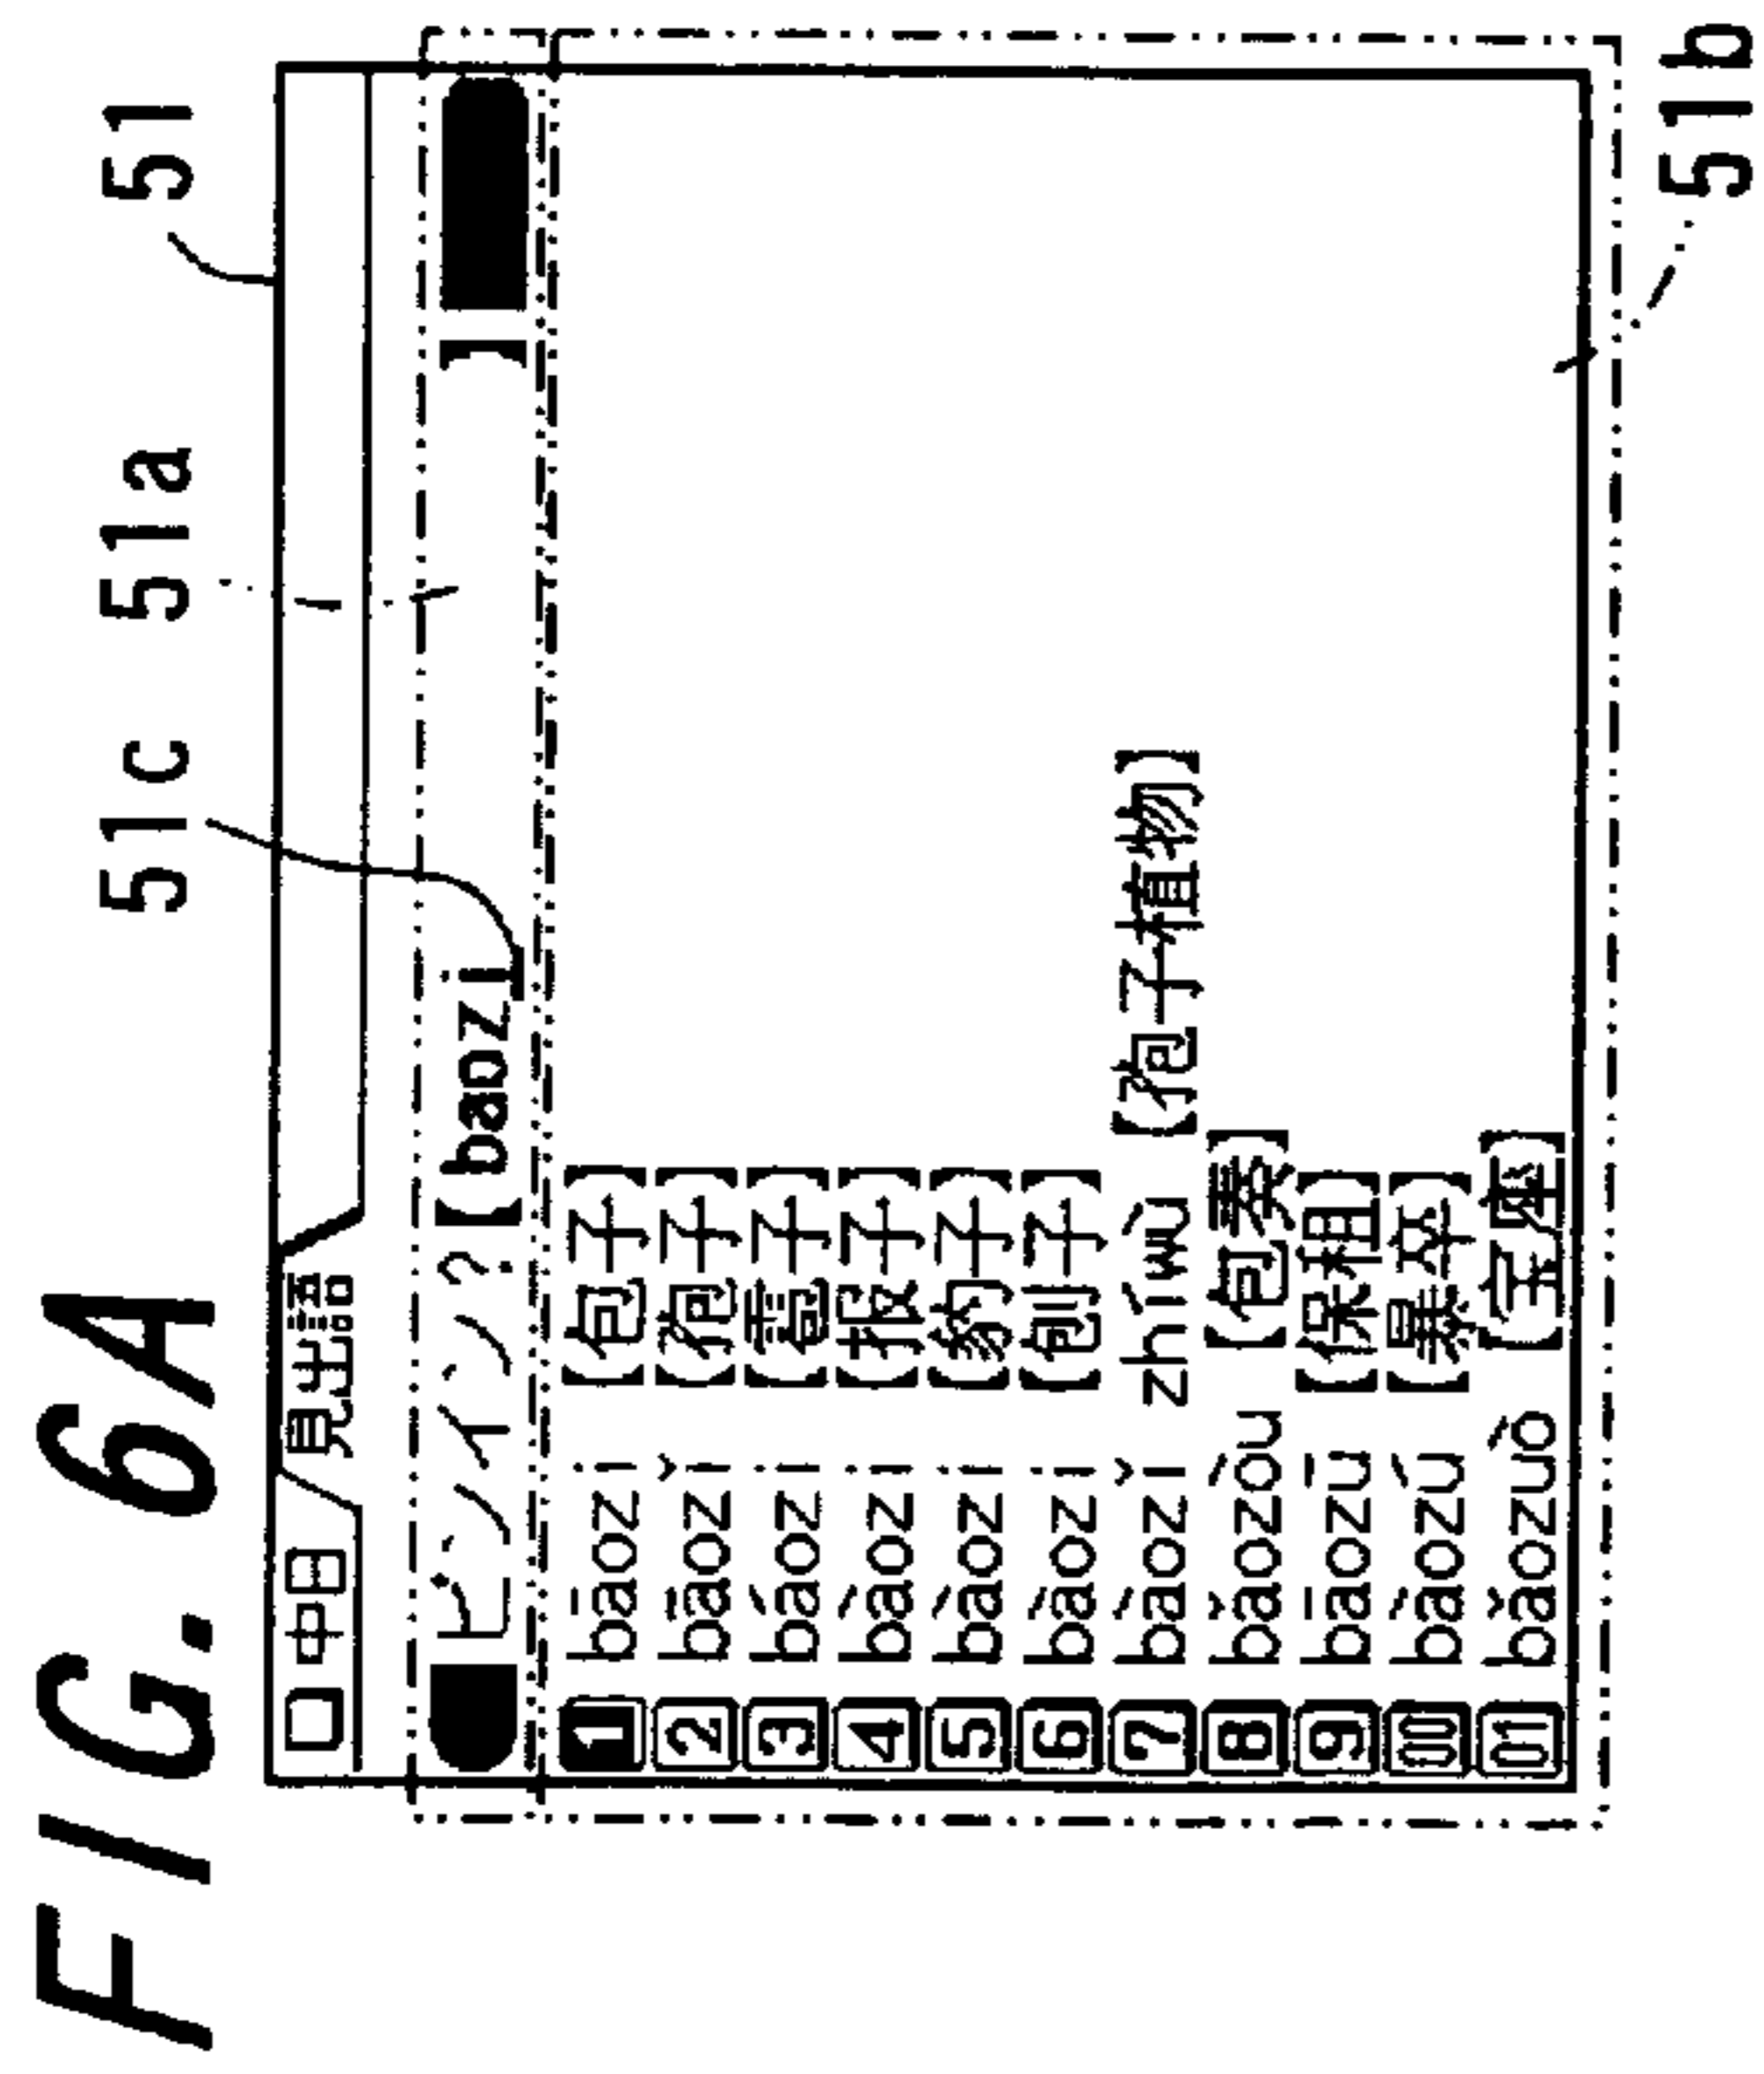 FIG. 6A
51c 51a 51
□中日 見出語
ピンイン?【baozi 】
1 bāozi 【包子】
2 bāozǐ 【孢子】
3 báozi 【雹子】
4 bàozi 【报子】
5 bàozi 【豹子】
6 bàozi 【刨子】
7 bàozǐ zhíwù 【孢子植物】
8 bǎozòu 【包奏】
9 bāozū 【保租】
00 bàozú 【暴卒】
01 bǎozuò 【宝座】
51b